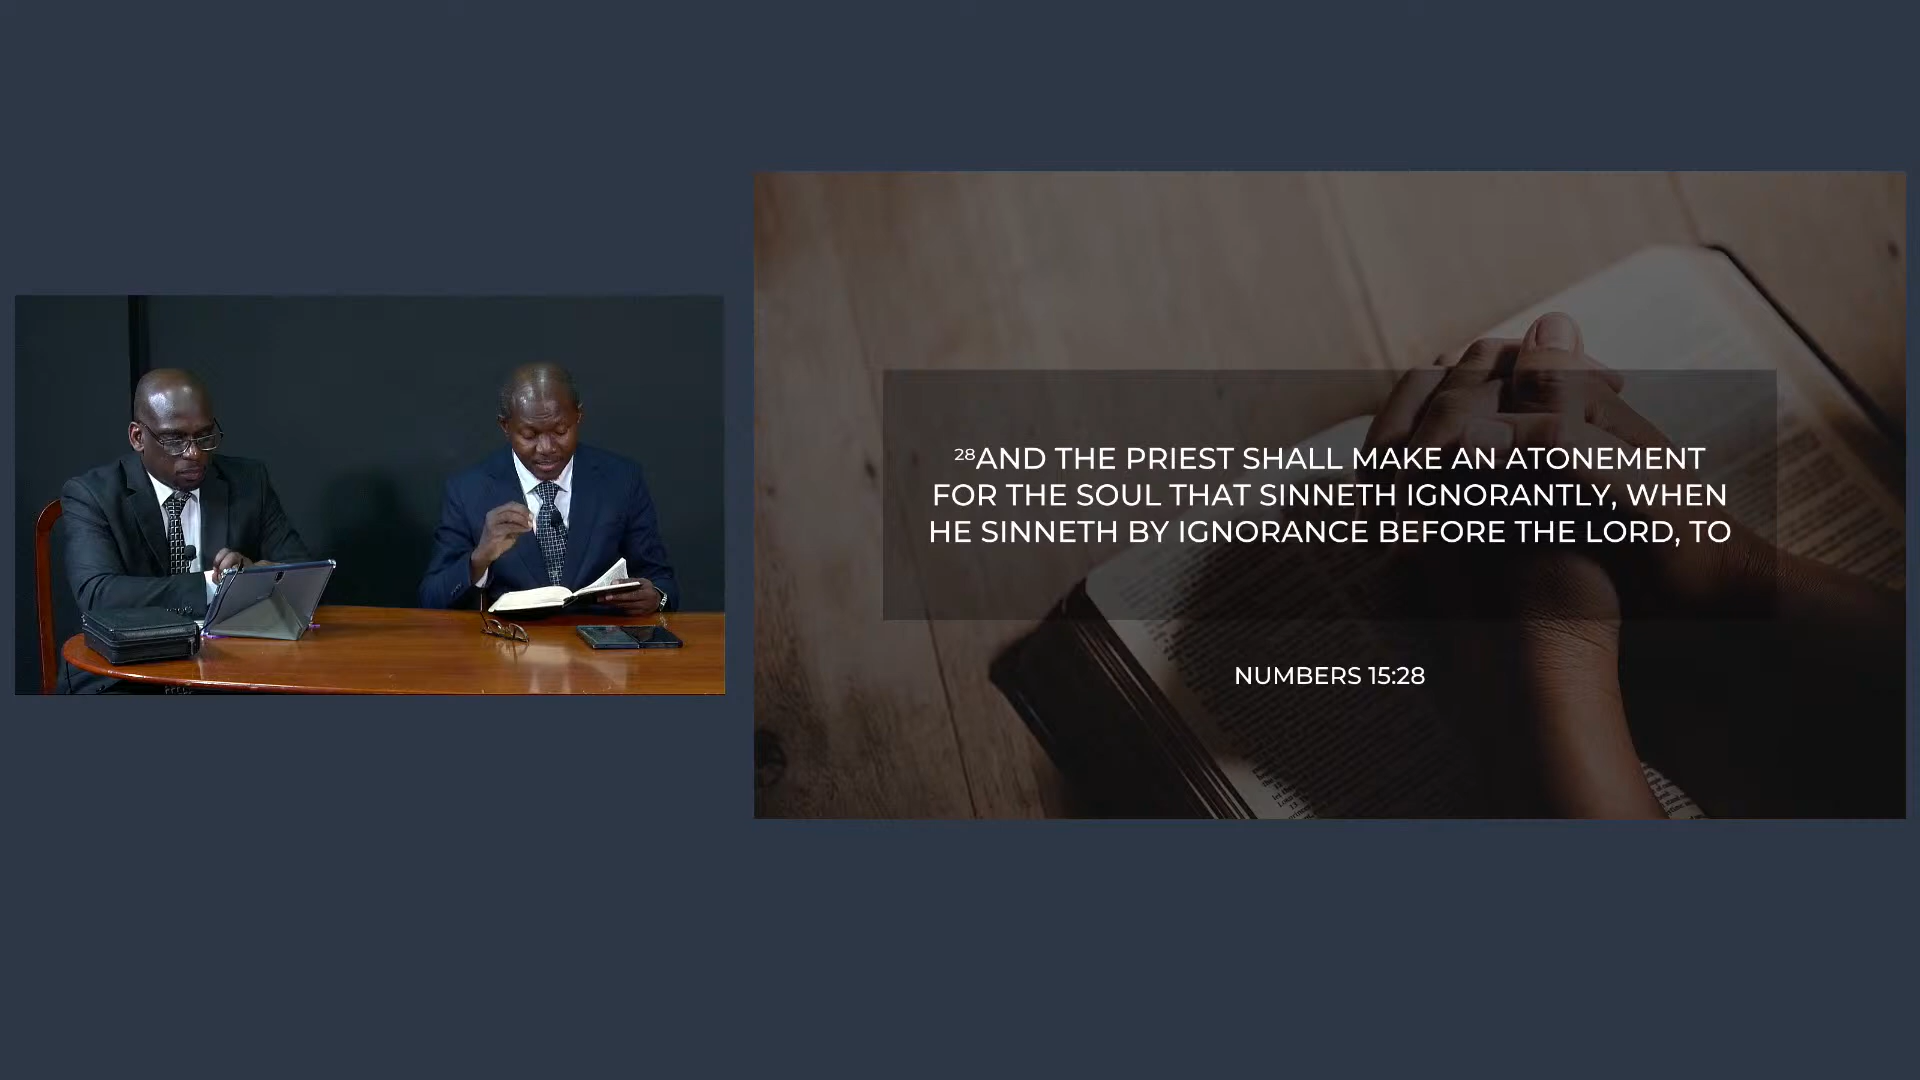 ²⁸AND THE PRIEST SHALL MAKE AN ATONEMENT
FOR THE SOUL THAT SINNETH IGNORANTLY, WHEN
HE SINNETH BY IGNORANCE BEFORE THE LORD, TO
NUMBERS 15:28